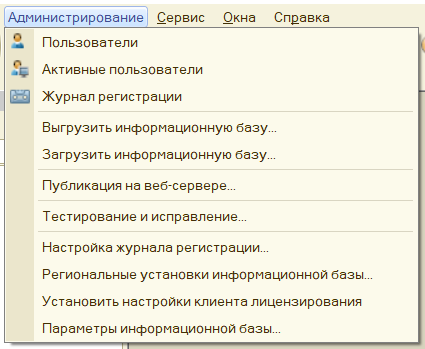 Администрирование Сервис Окна Справка
Пользователи
Активные пользователи
Журнал регистрации
Выгрузить информационную базу...
Загрузить информационную базу...
Публикация на веб-сервере...
Тестирование и исправление...
Настройка журнала регистрации...
Региональные установки информационной базы...
Установить настройки клиента лицензирования
Параметры информационной базы...